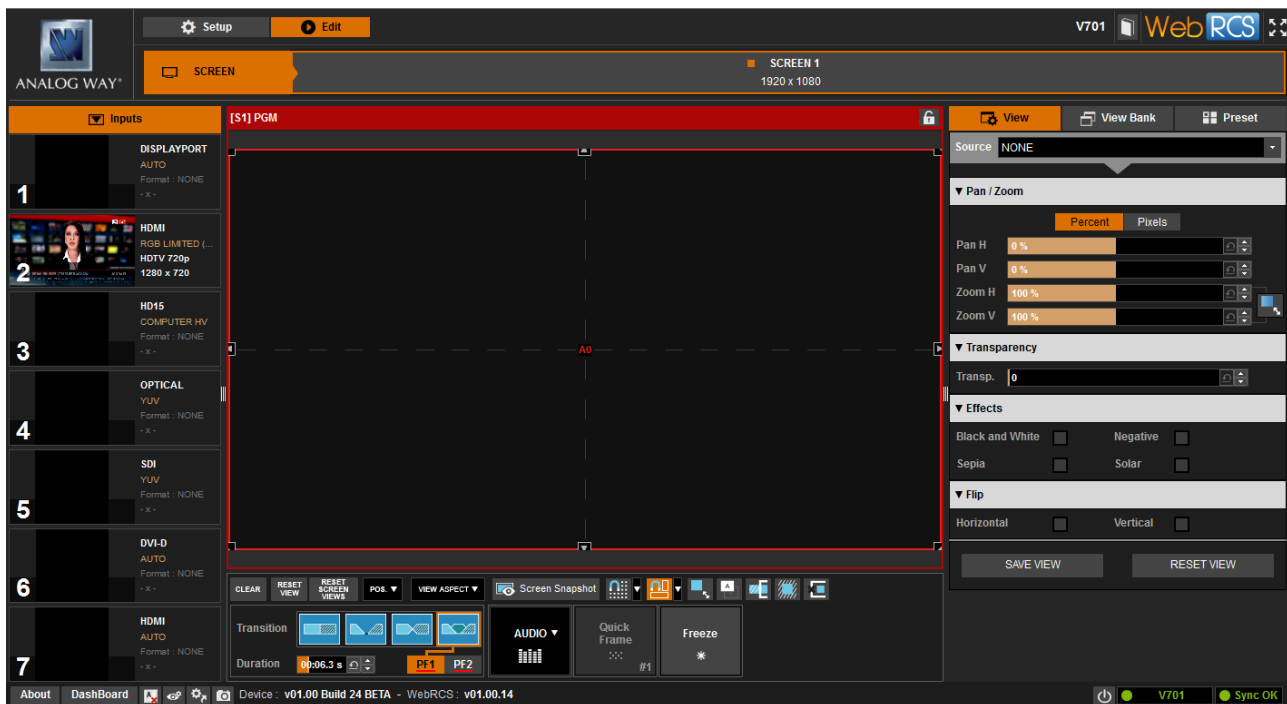 Setup
Edit
V701
Web RCS
ANALOG WAY®
SCREEN
SCREEN 1
1920 x 1080
Inputs
[S1] PGM
View
View Bank
Preset
1
DISPLAYPORT
AUTO
Format : NONE
- x -
2
HDMI
RGB LIMITED (...
HDTV 720p
1280 x 720
3
HD15
COMPUTER HV
Format : NONE
- x -
4
OPTICAL
YUV
Format : NONE
- x -
5
SDI
YUV
Format : NONE
- x -
6
DVI-D
AUTO
Format : NONE
- x -
7
HDMI
AUTO
Format : NONE
- x -
A0
Source NONE
▼ Pan / Zoom
Percent Pixels
Pan H 0 %
Pan V 0 %
Zoom H 100 %
Zoom V 100 %
▼ Transparency
Transp. 0
▼ Effects
Black and White Negative
Sepia Solar
▼ Flip
Horizontal Vertical
SAVE VIEW RESET VIEW
CLEAR
RESET VIEW
RESET SCREEN VIEWS
POS. ▼
VIEW ASPECT ▼
Screen Snapshot
A
Transition
Duration 00:06.3 s
PF1 PF2
AUDIO ▼
Quick Frame
#1
Freeze
About DashBoard
Device : v01.00 Build 24 BETA - WebRCS : v01.00.14
V701 Sync OK